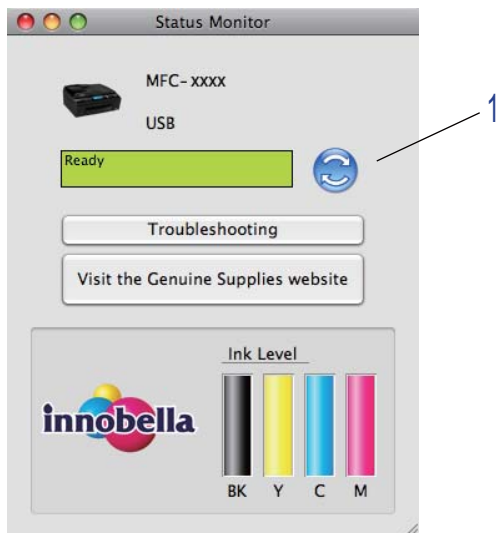 Status Monitor
MFC- xxxx
USB
1
Ready
Troubleshooting
Visit the Genuine Supplies website
Ink Level
innobella
BK Y C M